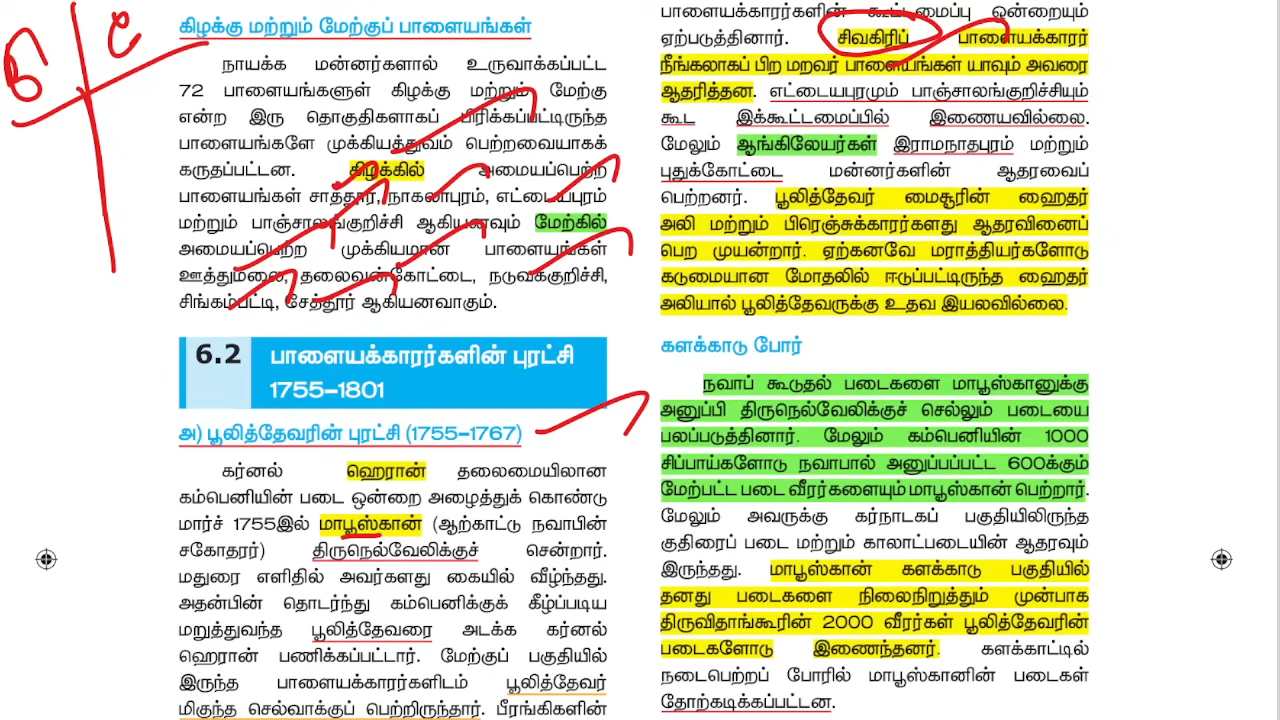 கிழக்கு மற்றும் மேற்குப் பாளையங்கள்
நாயக்க மன்னர்களால் உருவாக்கப்பட்ட
72 பாளையங்களுள் கிழக்கு மற்றும் மேற்கு
என்ற இரு தொகுதிகளாகப் பிரிக்கப்பட்டிருந்த
பாளையங்களே முக்கியத்துவம் பெற்றவையாகக்
கருதப்பட்டன. கிழக்கில் அமையப்பெற்ற
பாளையங்கள் சாத்தூர், நாகலாபுரம், எட்டையபுரம்
மற்றும் பாஞ்சாலங்குறிச்சி ஆகியனவும் மேற்கில்
அமையப்பெற்ற முக்கியமான பாளையங்கள்
ஊத்துமலை, தலைவன்கோட்டை, நடுவக்குறிச்சி,
சிங்கம்பட்டி, சேத்தூர் ஆகியனவாகும்.
6.2 பாளையக்காரர்களின் புரட்சி
1755–1801
அ) பூலித்தேவரின் புரட்சி (1755–1767)
கர்னல் ஹெரான் தலைமையிலான
கம்பெனியின் படை ஒன்றை அழைத்துக் கொண்டு
மார்ச் 1755இல் மாபூஸ்கான் (ஆற்காட்டு நவாபின்
சகோதரர்) திருநெல்வேலிக்குச் சென்றார்.
மதுரை எளிதில் அவர்களது கையில் வீழ்ந்தது.
அதன்பின் தொடர்ந்து கம்பெனிக்குக் கீழ்ப்படிய
மறுத்துவந்த பூலித்தேவரை அடக்க கர்னல்
ஹெரான் பணிக்கப்பட்டார். மேற்குப் பகுதியில்
இருந்த பாளையக்காரர்களிடம் பூலித்தேவர்
மிகுந்த செல்வாக்குப் பெற்றிருந்தார். பீரங்கிகளின்
பாளையக்காரர்களின் கூட்டமைப்பு ஒன்றையும்
ஏற்படுத்தினார். சிவகிரிப் பாளையக்காரர்
நீங்கலாகப் பிற மறவர் பாளையங்கள் யாவும் அவரை
ஆதரித்தன. எட்டையபுரமும் பாஞ்சாலங்குறிச்சியும்
கூட இக்கூட்டமைப்பில் இணையவில்லை.
மேலும் ஆங்கிலேயர்கள் இராமநாதபுரம் மற்றும்
புதுக்கோட்டை மன்னர்களின் ஆதரவைப்
பெற்றனர். பூலித்தேவர் மைசூரின் ஹைதர்
அலி மற்றும் பிரெஞ்சுக்காரர்களது ஆதரவினைப்
பெற முயன்றார். ஏற்கனவே மராத்தியர்களோடு
கடுமையான மோதலில் ஈடுபட்டிருந்த ஹைதர்
அலியால் பூலித்தேவருக்கு உதவ இயலவில்லை.
களக்காடு போர்
நவாப் கூடுதல் படைகளை மாபூஸ்கானுக்கு
அனுப்பி திருநெல்வேலிக்குச் செல்லும் படையை
பலப்படுத்தினார். மேலும் கம்பெனியின் 1000
சிப்பாய்களோடு நவாபால் அனுப்பப்பட்ட 600க்கும்
மேற்பட்ட படை வீரர்களையும் மாபூஸ்கான் பெற்றார்.
மேலும் அவருக்கு கர்நாடகப் பகுதியிலிருந்த
குதிரைப் படை மற்றும் காலாட்படையின் ஆதரவும்
இருந்தது. மாபூஸ்கான் களக்காடு பகுதியில்
தனது படைகளை நிலைநிறுத்தும் முன்பாக
திருவிதாங்கூரின் 2000 வீரர்கள் பூலித்தேவரின்
படைகளோடு இணைந்தனர். களக்காட்டில்
நடைபெற்றப் போரில் மாபூஸ்கானின் படைகள்
தோற்கடிக்கப்பட்டன.